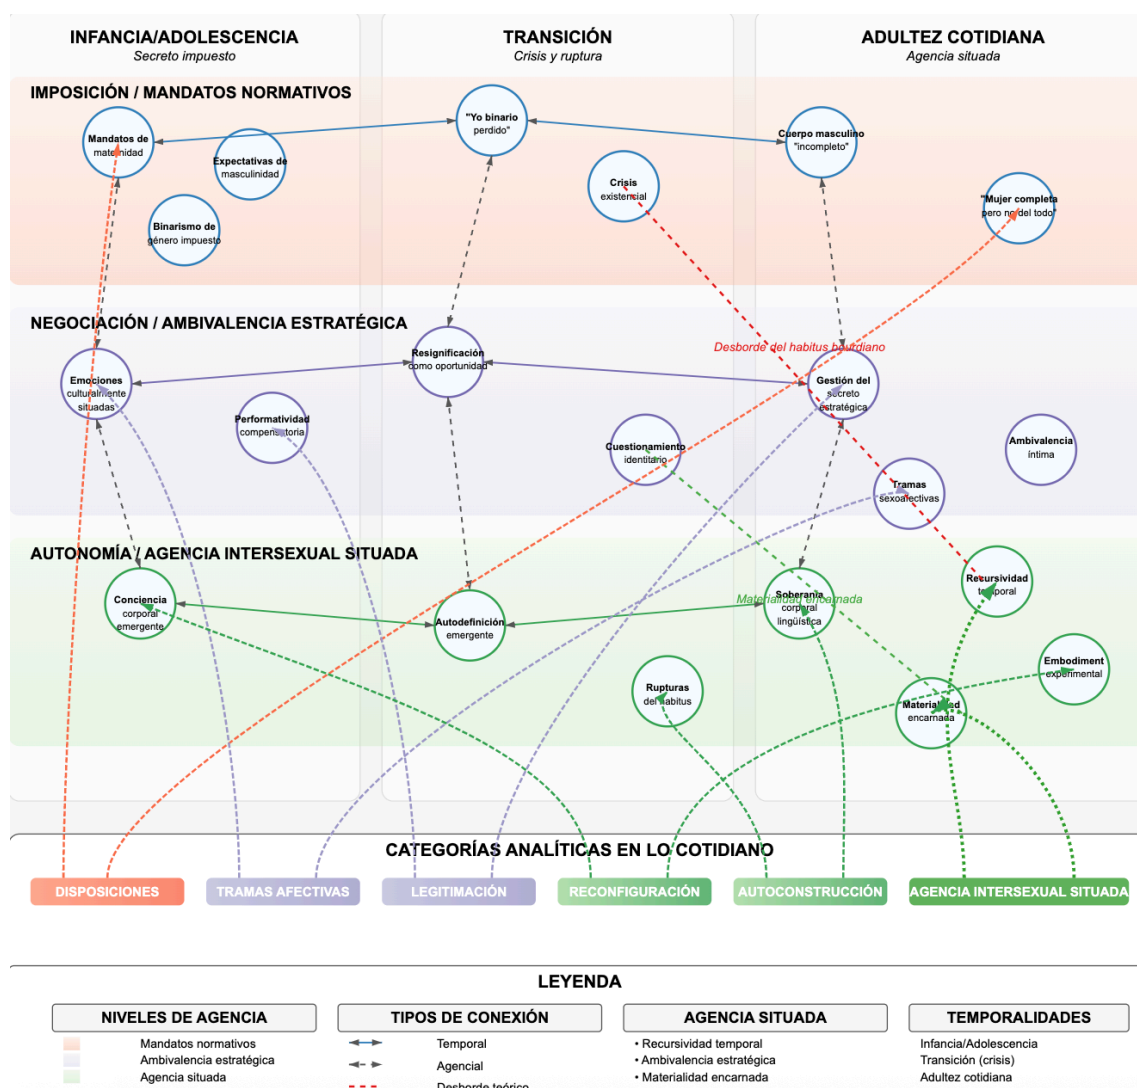 INFANCIA/ADOLESCENCIA
Secreto impuesto
TRANSICIÓN
Crisis y ruptura
ADULTEZ COTIDIANA
Agencia situada
IMPOSICIÓN / MANDATOS NORMATIVOS
Mandatos de
maternidad
Expectativas de
masculinidad
Binarismo de
género impuesto
"Yo binario
perdido"
Crisis
existencial
Cuerpo masculino
"incompleto"
"Mujer completa
pero no del todo"
NEGOCIACIÓN / AMBIVALENCIA ESTRATÉGICA
Emociones
culturalmente
situadas
Performatividad
compensatoria
Resignificación
como oportunidad
Cuestionamiento
identitario
Desborde del habitus bourdiano
Gestión del
secreto
estratégica
Tramas
sexoafectivas
Ambivalencia
íntima
AUTONOMÍA / AGENCIA INTERSEXUAL SITUADA
Conciencia
corporal
emergente
Autodefinición
emergente
Rupturas
del habitus
Soberanía
corporal
lingüística
Materialidad encarnada
Recursividad
temporal
Embodiment
experimental
Materialidad
encarnada
CATEGORÍAS ANALÍTICAS EN LO COTIDIANO
DISPOSICIONES
TRAMAS AFECTIVAS
LEGITIMACIÓN
RECONFIGURACIÓN
AUTOCONSTRUCCIÓN
AGENCIA INTERSEXUAL SITUADA
LEYENDA
NIVELES DE AGENCIA
Mandatos normativos
Ambivalencia estratégica
Agencia situada
TIPOS DE CONEXIÓN
Temporal
Agencial
Desborde teórico
AGENCIA SITUADA
• Recursividad temporal
• Ambivalencia estratégica
• Materialidad encarnada
TEMPORALIDADES
Infancia/Adolescencia
Transición (crisis)
Adultez cotidiana